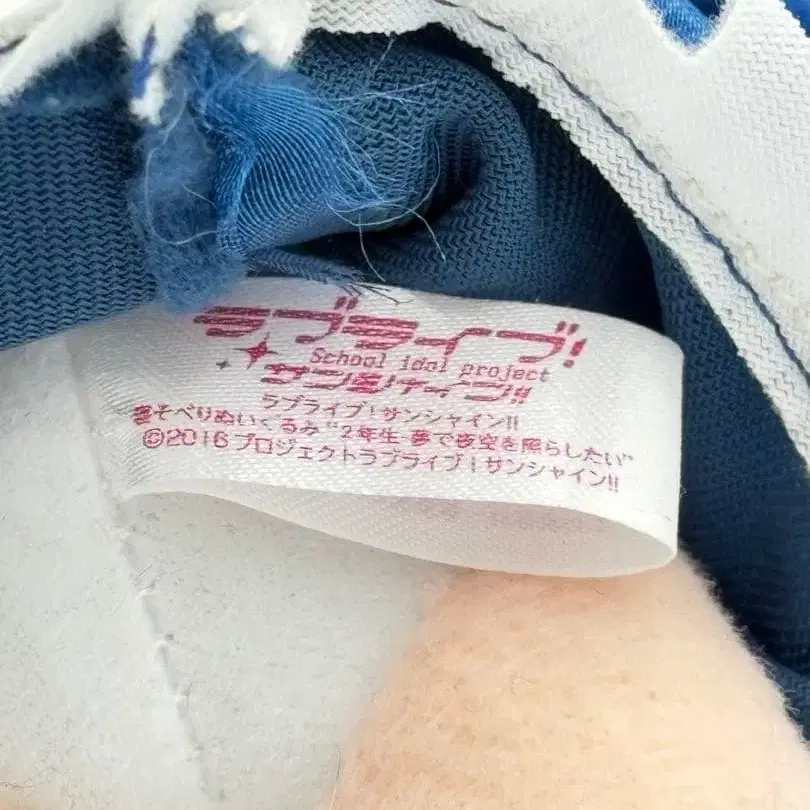 ラブライブ!
School idol project
サンシャイン!!
ラブライブ!サンシャイン!!
寝そべりぬいぐるみ“2年生 夢で夜空を照らしたい”
©2016 プロジェクトラブライブ!サンシャイン!!